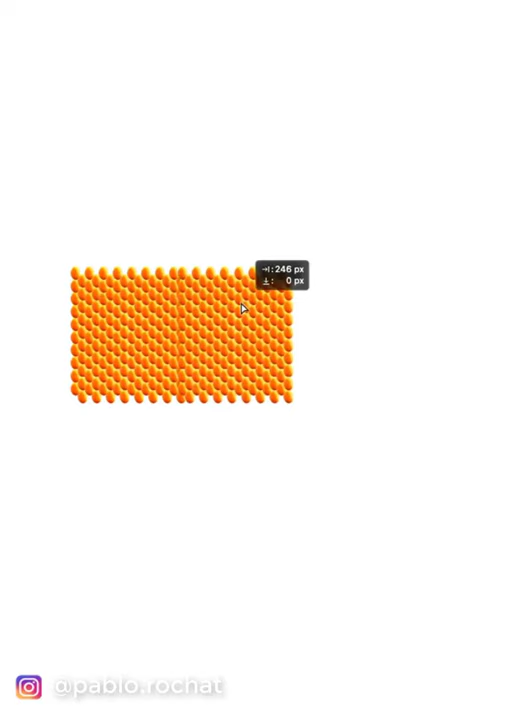 →|: 246 px
⤓: 0 px
@pablo.rochat